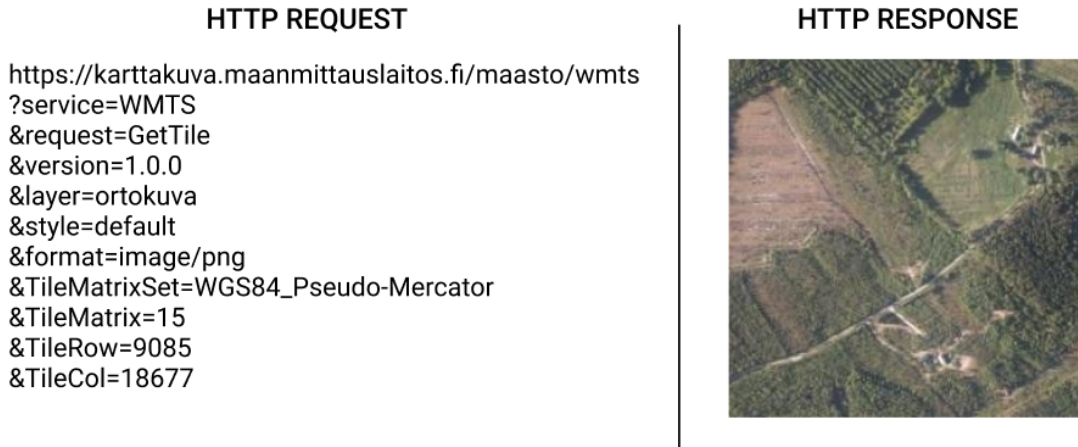 HTTP REQUEST
https://karttakuva.maanmittauslaitos.fi/maasto/wmts
?service=WMTS
&request=GetTile
&version=1.0.0
&layer=ortokuva
&style=default
&format=image/png
&TileMatrixSet=WGS84_Pseudo-Mercator
&TileMatrix=15
&TileRow=9085
&TileCol=18677
HTTP RESPONSE